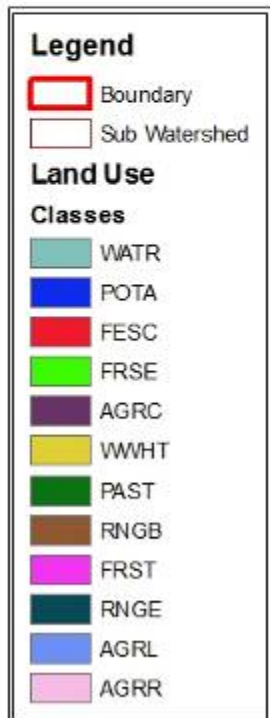 Legend
Boundary
Sub Watershed
Land Use
Classes
WATR
POTA
FESC
FRSE
AGRC
WWHT
PAST
RNGB
FRST
RNGE
AGRL
AGRR